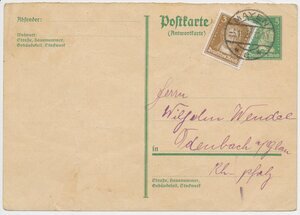 Postkarte
(Antwortkarte)
Absender:
Wohnort:
Straße, Hausnummer,
Gebäudeteil, Stockwerk
MAYEN
Herrn
Wilhelm Wendel
Odenbach a/Glan
in
Rh. pfalz
Straße, Hausnummer,
Gebäudeteil, Stockwerk